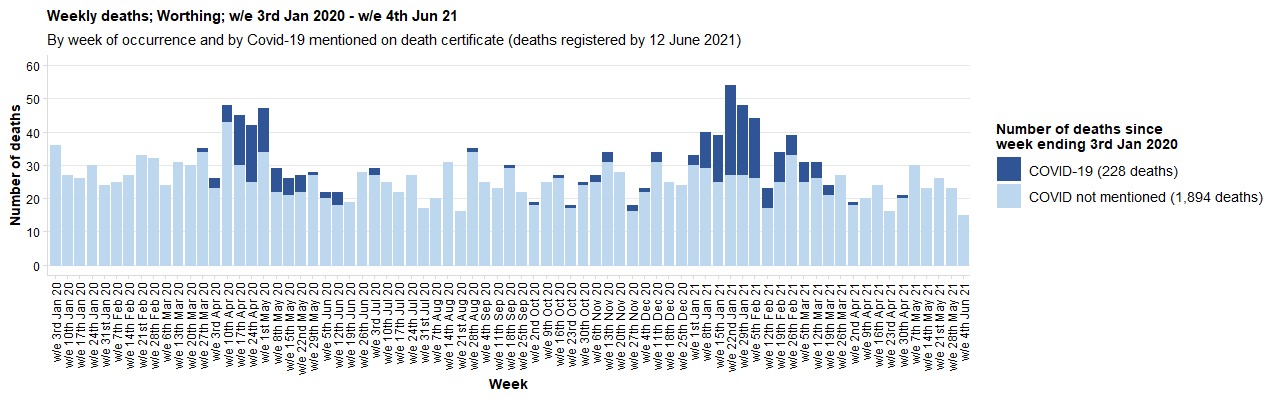 Weekly deaths; Worthing; w/e 3rd Jan 2020 - w/e 4th Jun 21
By week of occurrence and by Covid-19 mentioned on death certificate (deaths registered by 12 June 2021)
Number of deaths
60
50
40
30
20
10
0
w/e 3rd Jan 20
w/e 10th Jan 20
w/e 17th Jan 20
w/e 24th Jan 20
w/e 31st Jan 20
w/e 7th Feb 20
w/e 14th Feb 20
w/e 21st Feb 20
w/e 28th Feb 20
w/e 6th Mar 20
w/e 13th Mar 20
w/e 20th Mar 20
w/e 27th Mar 20
w/e 3rd Apr 20
w/e 10th Apr 20
w/e 17th Apr 20
w/e 24th Apr 20
w/e 1st May 20
w/e 8th May 20
w/e 15th May 20
w/e 22nd May 20
w/e 29th May 20
w/e 5th Jun 20
w/e 12th Jun 20
w/e 19th Jun 20
w/e 26th Jun 20
w/e 3rd Jul 20
w/e 10th Jul 20
w/e 17th Jul 20
w/e 24th Jul 20
w/e 31st Jul 20
w/e 7th Aug 20
w/e 14th Aug 20
w/e 21st Aug 20
w/e 28th Aug 20
w/e 4th Sep 20
w/e 11th Sep 20
w/e 18th Sep 20
w/e 25th Sep 20
w/e 2nd Oct 20
w/e 9th Oct 20
w/e 16th Oct 20
w/e 23rd Oct 20
w/e 30th Oct 20
w/e 6th Nov 20
w/e 13th Nov 20
w/e 20th Nov 20
w/e 27th Nov 20
w/e 4th Dec 20
w/e 11th Dec 20
w/e 18th Dec 20
w/e 25th Dec 20
w/e 1st Jan 21
w/e 8th Jan 21
w/e 15th Jan 21
w/e 22nd Jan 21
w/e 29th Jan 21
w/e 5th Feb 21
w/e 12th Feb 21
w/e 19th Feb 21
w/e 26th Feb 21
w/e 5th Mar 21
w/e 12th Mar 21
w/e 19th Mar 21
w/e 26th Mar 21
w/e 2nd Apr 21
w/e 9th Apr 21
w/e 16th Apr 21
w/e 23rd Apr 21
w/e 30th Apr 21
w/e 7th May 21
w/e 14th May 21
w/e 21st May 21
w/e 28th May 21
w/e 4th Jun 21
Week
Number of deaths since
week ending 3rd Jan 2020
COVID-19 (228 deaths)
COVID not mentioned (1,894 deaths)